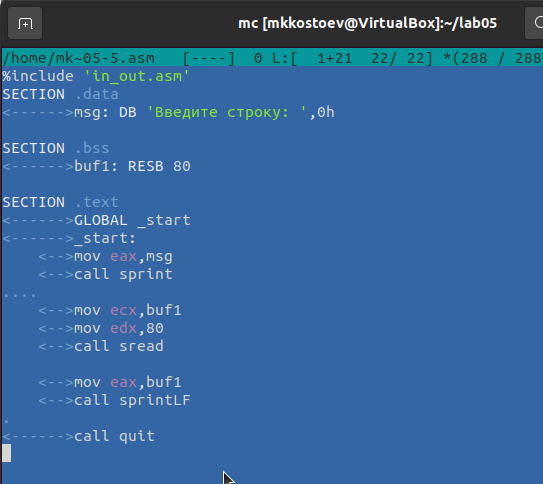 mc [mkkostoev@VirtualBox]:~/lab05
/home/mk~05-5.asm [----] 0 L:[ 1+21 22/ 22] *(288 / 288
%include 'in_out.asm'
SECTION .data
<------>msg: DB 'Введите строку: ',0h
SECTION .bss
<------>buf1: RESB 80
SECTION .text
<------>GLOBAL _start
<------>_start:
    <-->mov eax,msg
    <-->call sprint
....
    <-->mov ecx,buf1
    <-->mov edx,80
    <-->call sread
    <-->mov eax,buf1
    <-->call sprintLF
.
<------>call quit